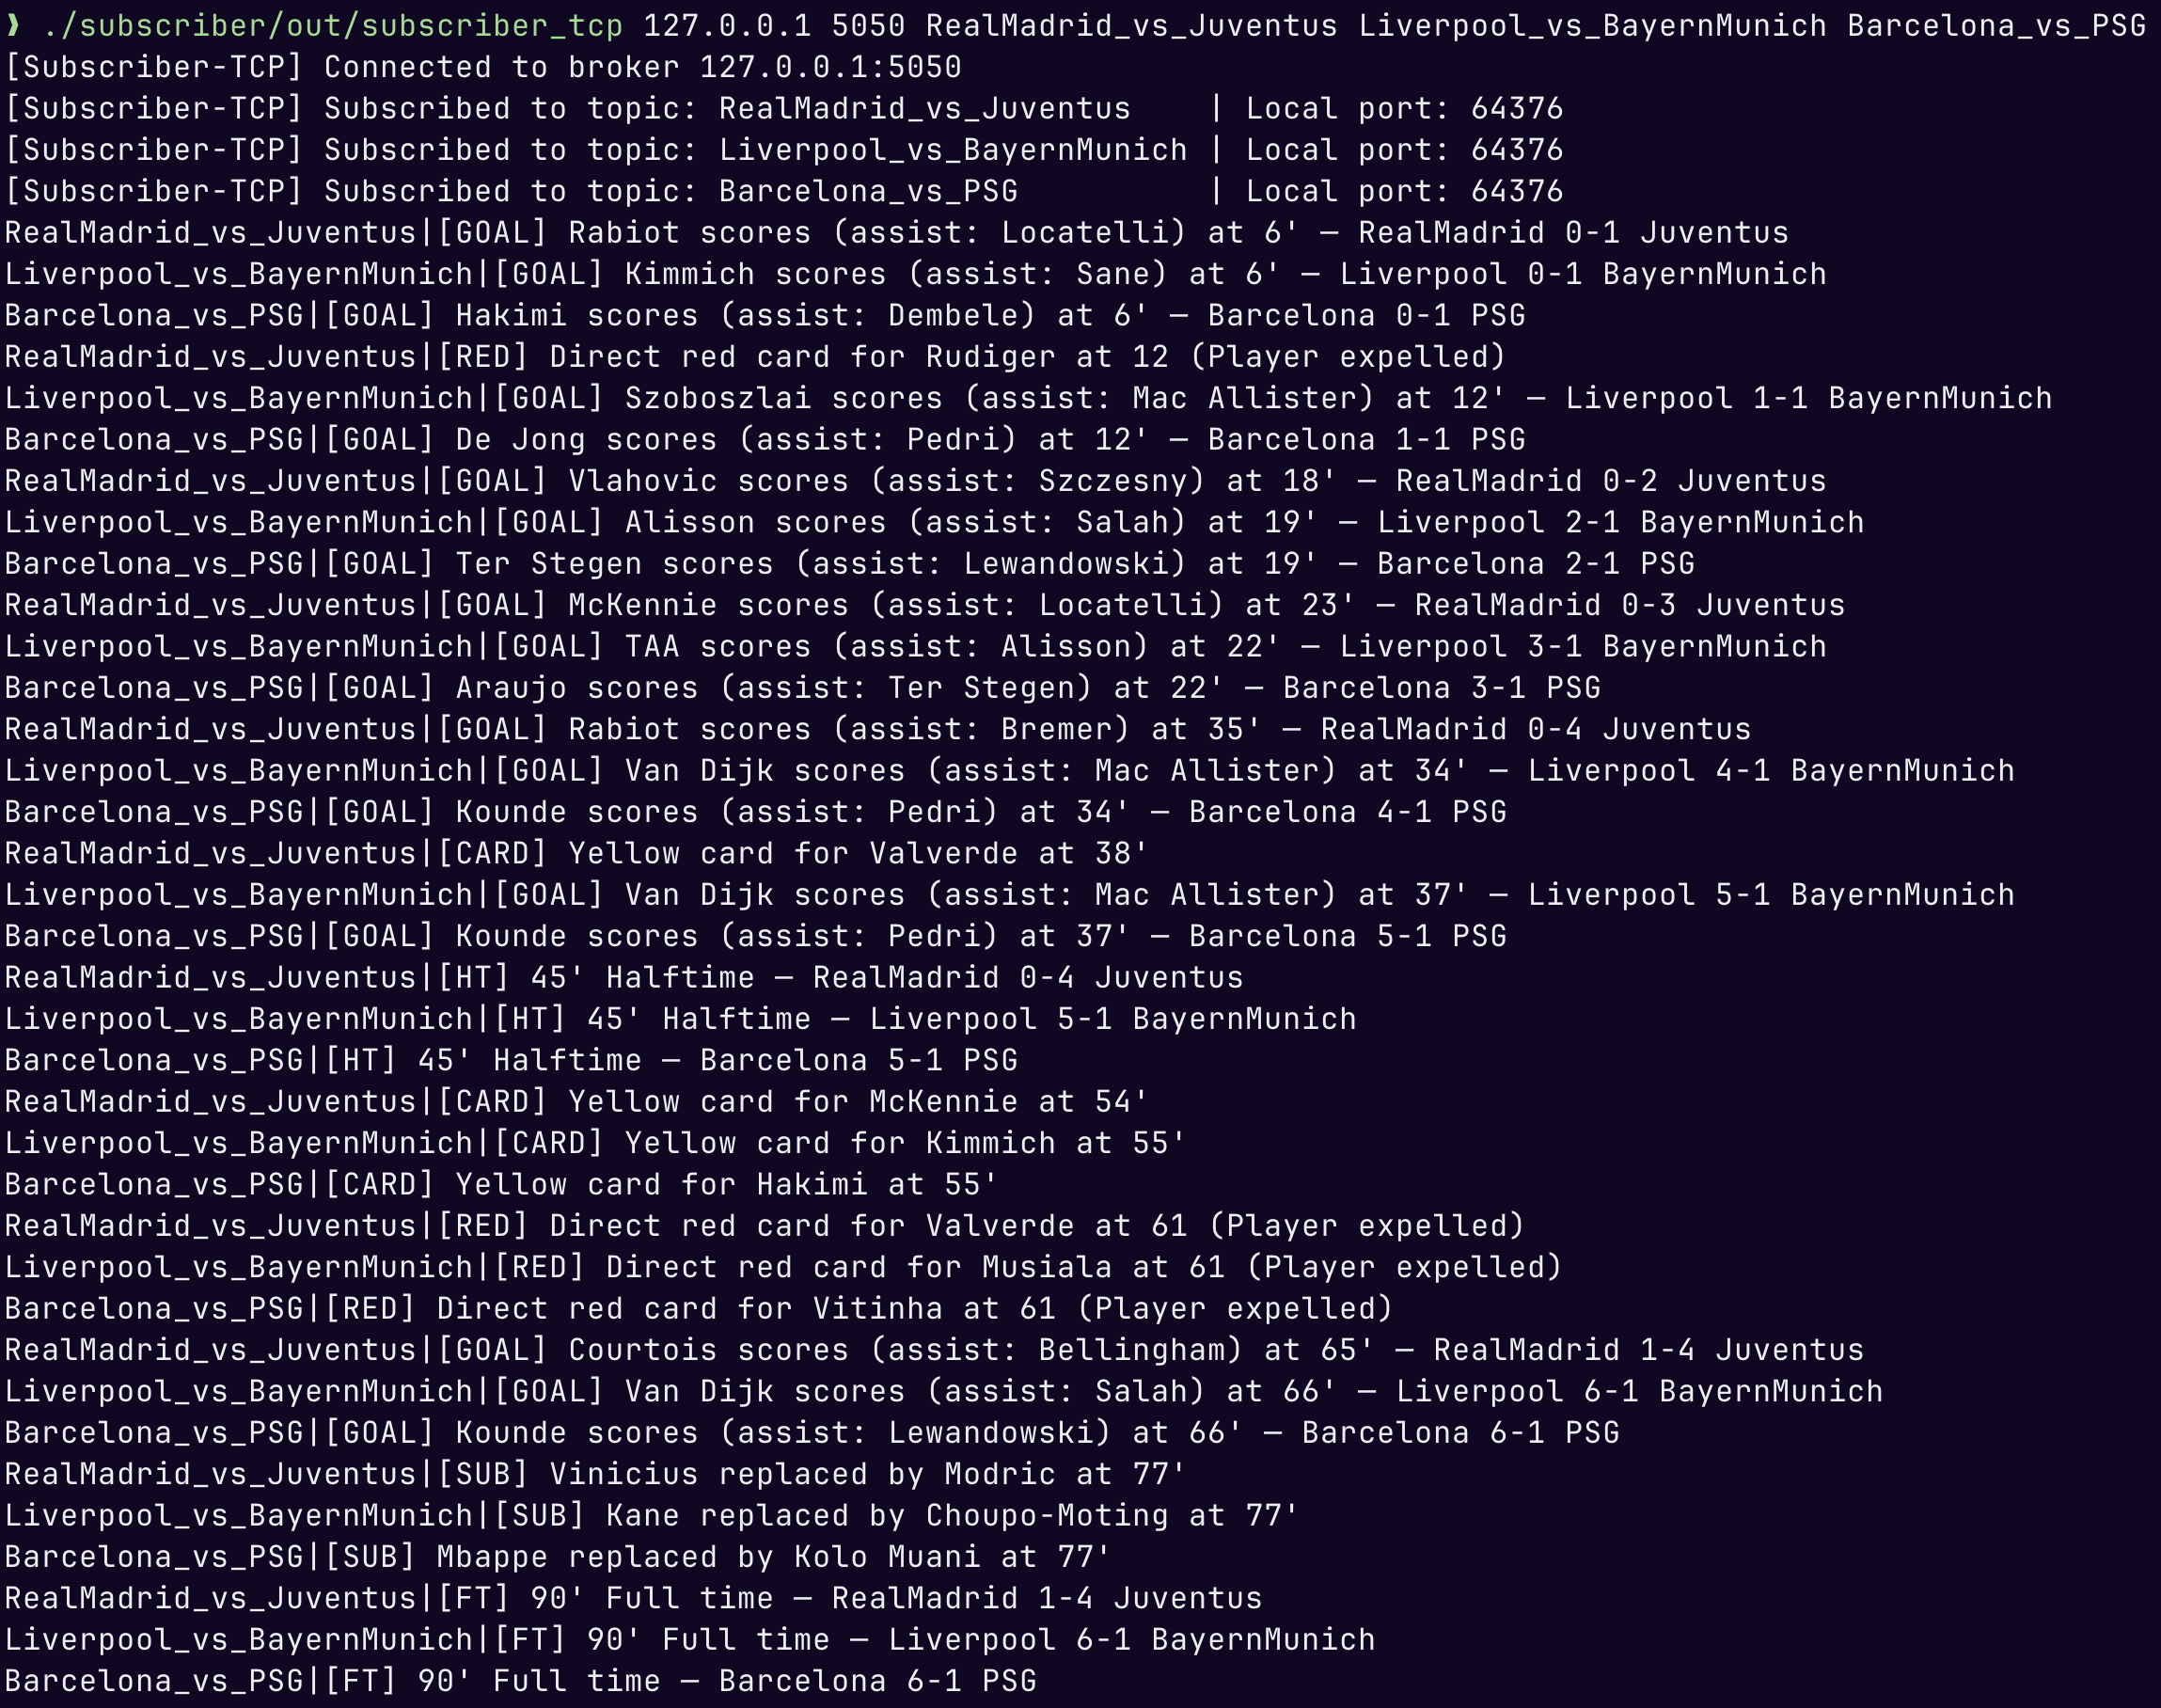 ❯ ./subscriber/out/subscriber_tcp 127.0.0.1 5050 RealMadrid_vs_Juventus Liverpool_vs_BayernMunich Barcelona_vs_PSG
[Subscriber-TCP] Connected to broker 127.0.0.1:5050
[Subscriber-TCP] Subscribed to topic: RealMadrid_vs_Juventus    | Local port: 64376
[Subscriber-TCP] Subscribed to topic: Liverpool_vs_BayernMunich | Local port: 64376
[Subscriber-TCP] Subscribed to topic: Barcelona_vs_PSG          | Local port: 64376
RealMadrid_vs_Juventus|[GOAL] Rabiot scores (assist: Locatelli) at 6' — RealMadrid 0-1 Juventus
Liverpool_vs_BayernMunich|[GOAL] Kimmich scores (assist: Sane) at 6' — Liverpool 0-1 BayernMunich
Barcelona_vs_PSG|[GOAL] Hakimi scores (assist: Dembele) at 6' — Barcelona 0-1 PSG
RealMadrid_vs_Juventus|[RED] Direct red card for Rudiger at 12 (Player expelled)
Liverpool_vs_BayernMunich|[GOAL] Szoboszlai scores (assist: Mac Allister) at 12' — Liverpool 1-1 BayernMunich
Barcelona_vs_PSG|[GOAL] De Jong scores (assist: Pedri) at 12' — Barcelona 1-1 PSG
RealMadrid_vs_Juventus|[GOAL] Vlahovic scores (assist: Szczesny) at 18' — RealMadrid 0-2 Juventus
Liverpool_vs_BayernMunich|[GOAL] Alisson scores (assist: Salah) at 19' — Liverpool 2-1 BayernMunich
Barcelona_vs_PSG|[GOAL] Ter Stegen scores (assist: Lewandowski) at 19' — Barcelona 2-1 PSG
RealMadrid_vs_Juventus|[GOAL] McKennie scores (assist: Locatelli) at 23' — RealMadrid 0-3 Juventus
Liverpool_vs_BayernMunich|[GOAL] TAA scores (assist: Alisson) at 22' — Liverpool 3-1 BayernMunich
Barcelona_vs_PSG|[GOAL] Araujo scores (assist: Ter Stegen) at 22' — Barcelona 3-1 PSG
RealMadrid_vs_Juventus|[GOAL] Rabiot scores (assist: Bremer) at 35' — RealMadrid 0-4 Juventus
Liverpool_vs_BayernMunich|[GOAL] Van Dijk scores (assist: Mac Allister) at 34' — Liverpool 4-1 BayernMunich
Barcelona_vs_PSG|[GOAL] Kounde scores (assist: Pedri) at 34' — Barcelona 4-1 PSG
RealMadrid_vs_Juventus|[CARD] Yellow card for Valverde at 38'
Liverpool_vs_BayernMunich|[GOAL] Van Dijk scores (assist: Mac Allister) at 37' — Liverpool 5-1 BayernMunich
Barcelona_vs_PSG|[GOAL] Kounde scores (assist: Pedri) at 37' — Barcelona 5-1 PSG
RealMadrid_vs_Juventus|[HT] 45' Halftime — RealMadrid 0-4 Juventus
Liverpool_vs_BayernMunich|[HT] 45' Halftime — Liverpool 5-1 BayernMunich
Barcelona_vs_PSG|[HT] 45' Halftime — Barcelona 5-1 PSG
RealMadrid_vs_Juventus|[CARD] Yellow card for McKennie at 54'
Liverpool_vs_BayernMunich|[CARD] Yellow card for Kimmich at 55'
Barcelona_vs_PSG|[CARD] Yellow card for Hakimi at 55'
RealMadrid_vs_Juventus|[RED] Direct red card for Valverde at 61 (Player expelled)
Liverpool_vs_BayernMunich|[RED] Direct red card for Musiala at 61 (Player expelled)
Barcelona_vs_PSG|[RED] Direct red card for Vitinha at 61 (Player expelled)
RealMadrid_vs_Juventus|[GOAL] Courtois scores (assist: Bellingham) at 65' — RealMadrid 1-4 Juventus
Liverpool_vs_BayernMunich|[GOAL] Van Dijk scores (assist: Salah) at 66' — Liverpool 6-1 BayernMunich
Barcelona_vs_PSG|[GOAL] Kounde scores (assist: Lewandowski) at 66' — Barcelona 6-1 PSG
RealMadrid_vs_Juventus|[SUB] Vinicius replaced by Modric at 77'
Liverpool_vs_BayernMunich|[SUB] Kane replaced by Choupo-Moting at 77'
Barcelona_vs_PSG|[SUB] Mbappe replaced by Kolo Muani at 77'
RealMadrid_vs_Juventus|[FT] 90' Full time — RealMadrid 1-4 Juventus
Liverpool_vs_BayernMunich|[FT] 90' Full time — Liverpool 6-1 BayernMunich
Barcelona_vs_PSG|[FT] 90' Full time — Barcelona 6-1 PSG